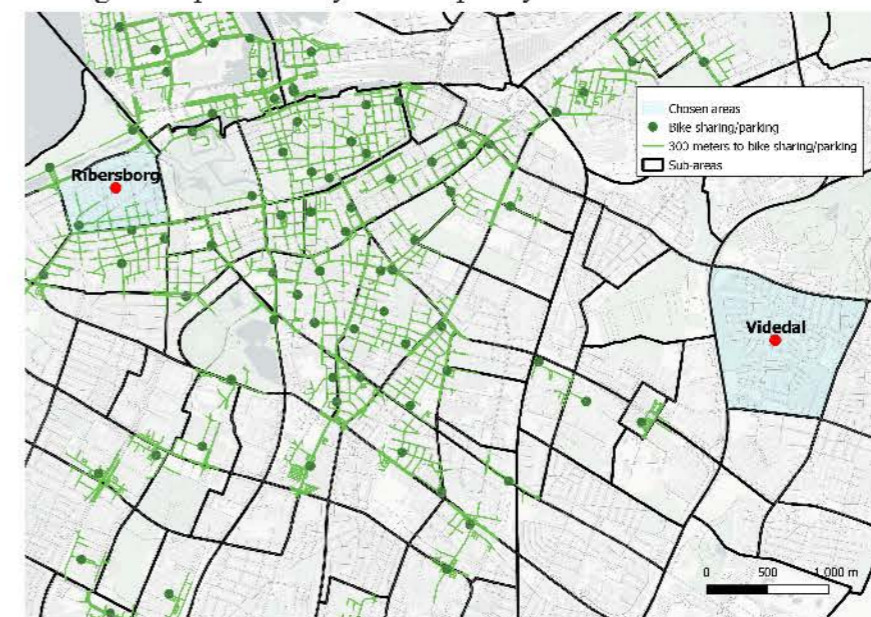 Ribersborg
Chosen areas
Bike sharing/parking
300 meters to bike sharing/parking
Sub-areas
Videdal
0 500 1 000 m